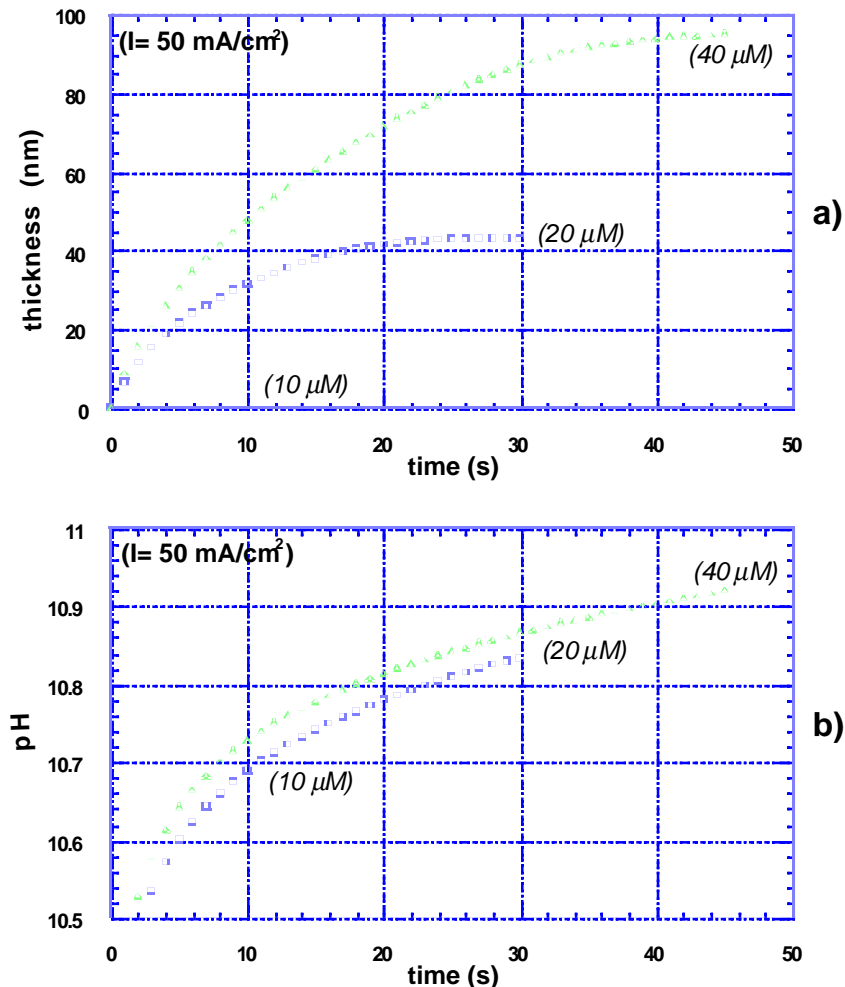 100
(I= 50 mA/cm²)
(40 μM)
80
thickness (nm)
60
a)
40
(20 μM)
20
(10 μM)
0
0 10 20 30 40 50
time (s)
11
(I= 50 mA/cm²)
(40 μM)
10.9
(20 μM)
10.8
pH
b)
10.7
(10 μM)
10.6
10.5
0 10 20 30 40 50
time (s)